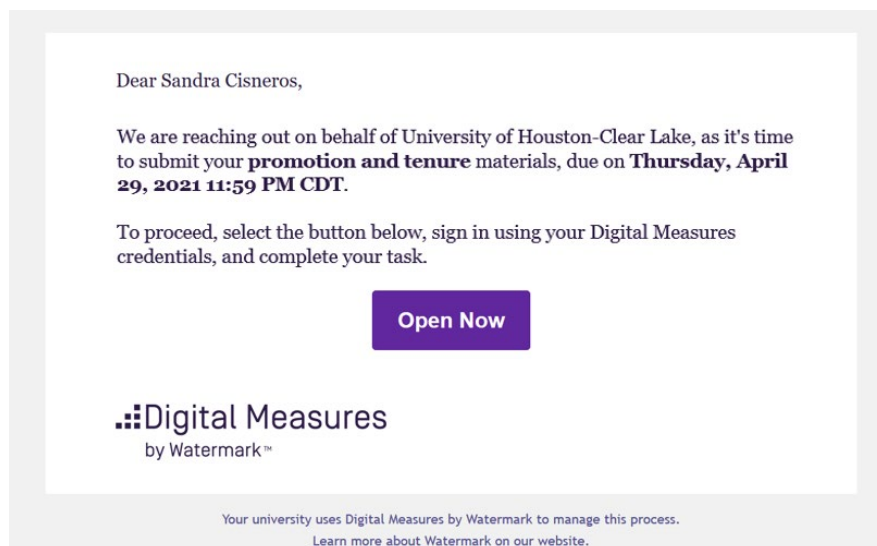 Dear Sandra Cisneros,
We are reaching out on behalf of University of Houston-Clear Lake, as it's time
to submit your promotion and tenure materials, due on Thursday, April
29, 2021 11:59 PM CDT.
To proceed, select the button below, sign in using your Digital Measures
credentials, and complete your task.
Open Now
Digital Measures
by Watermark™
Your university uses Digital Measures by Watermark to manage this process.
Learn more about Watermark on our website.